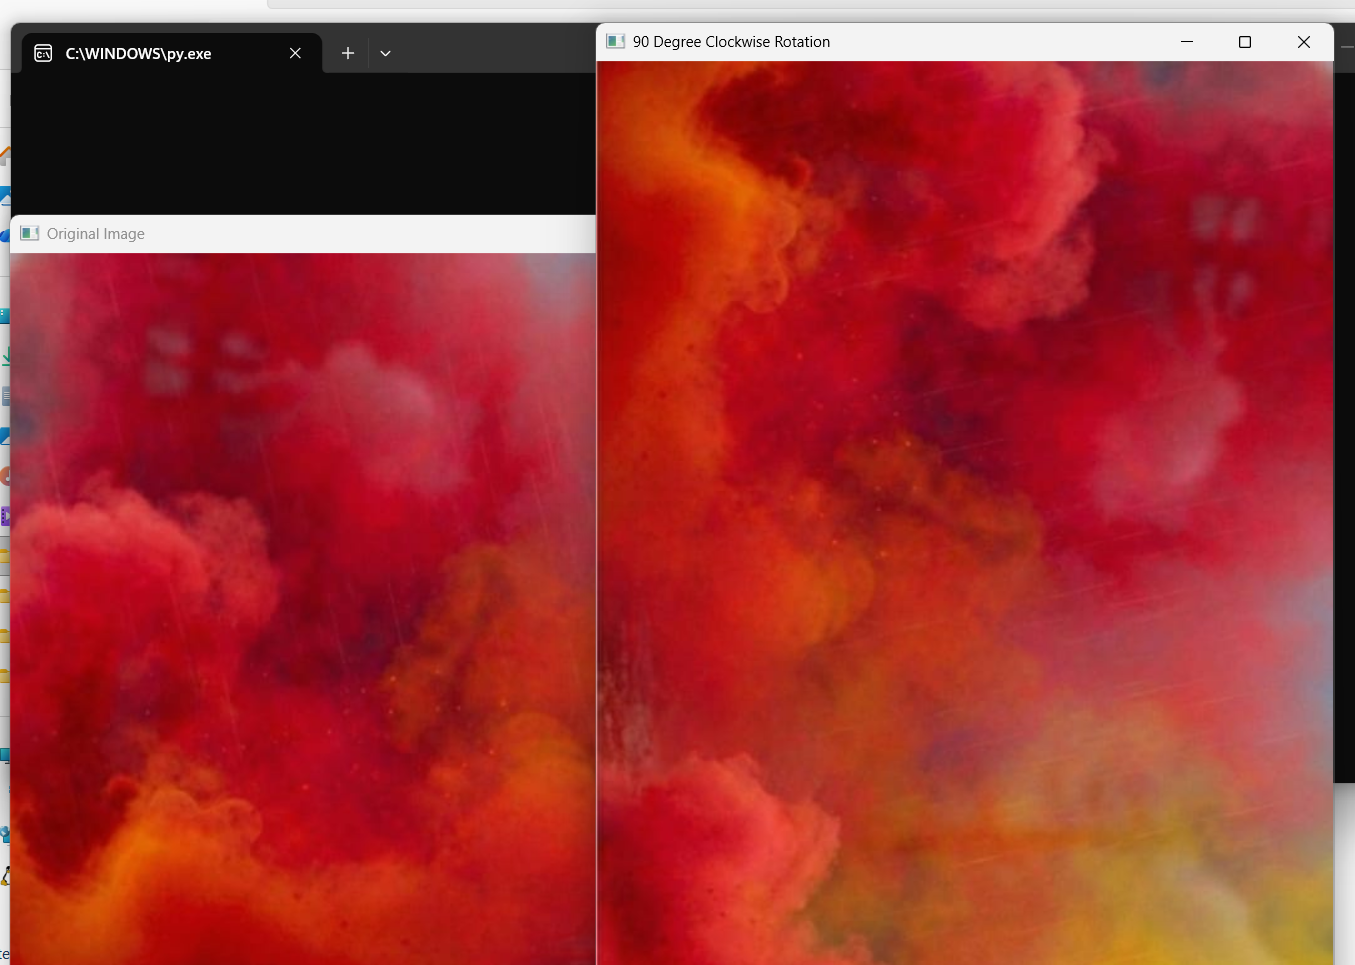 C:\WINDOWS\py.exe
90 Degree Clockwise Rotation
Original Image